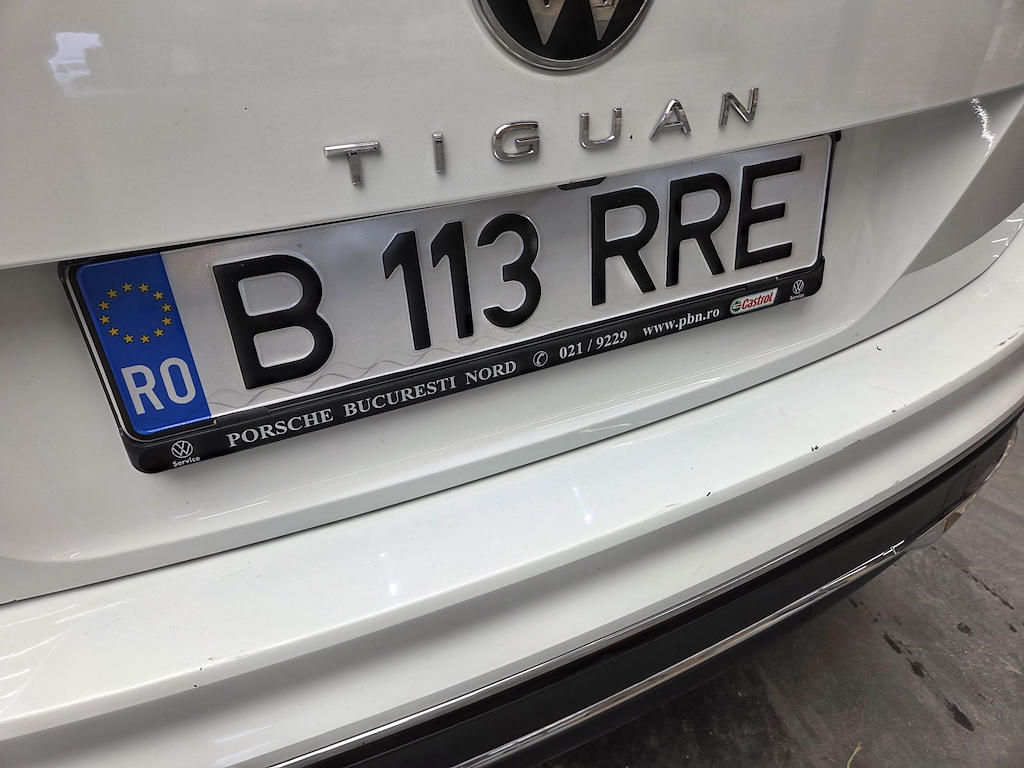 TIGUAN
RO B 113 RRE
Service PORSCHE BUCURESTI NORD ✆ 021 / 9229 www.pbn.ro Castrol Service